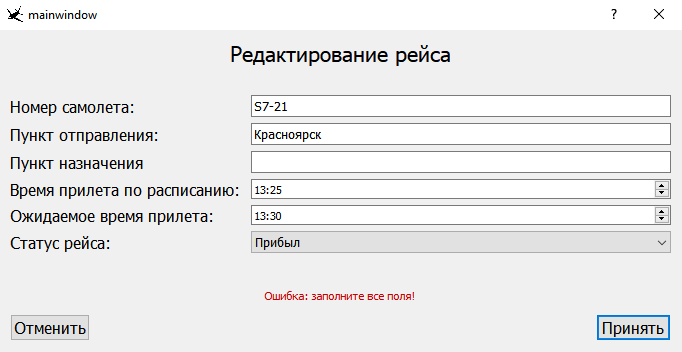 mainwindow
Редактирование рейса
Номер самолета: S7-21
Пункт отправления: Красноярск
Пункт назначения
Время прилета по расписанию: 13:25
Ожидаемое время прилета: 13:30
Статус рейса: Прибыл
Ошибка: заполните все поля!
Отменить Принять